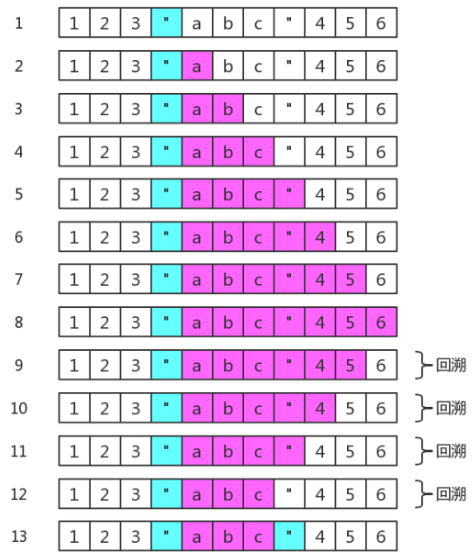 1 1 2 3 " a b c " 4 5 6
2 1 2 3 " a b c " 4 5 6
3 1 2 3 " a b c " 4 5 6
4 1 2 3 " a b c " 4 5 6
5 1 2 3 " a b c " 4 5 6
6 1 2 3 " a b c " 4 5 6
7 1 2 3 " a b c " 4 5 6
8 1 2 3 " a b c " 4 5 6
9 1 2 3 " a b c " 4 5 6 回溯
10 1 2 3 " a b c " 4 5 6 回溯
11 1 2 3 " a b c " 4 5 6 回溯
12 1 2 3 " a b c " 4 5 6 回溯
13 1 2 3 " a b c " 4 5 6